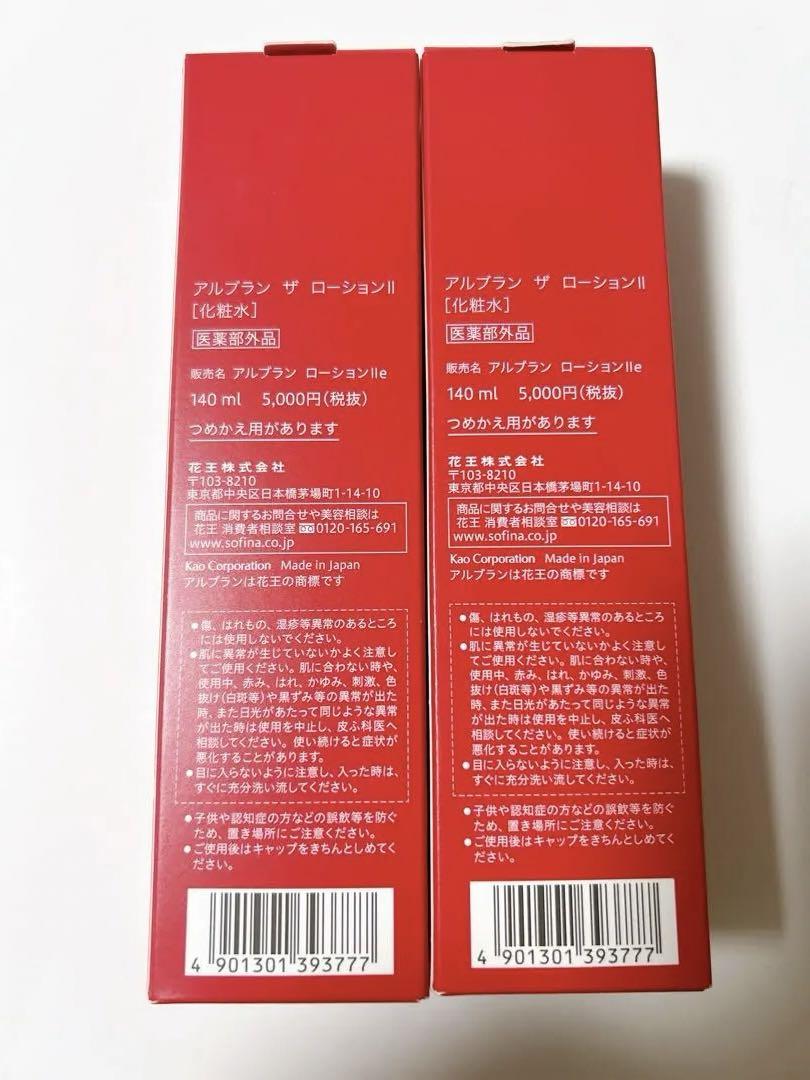 アルブラン ザ ローションII
[化粧水]
医薬部外品
販売名 アルブラン ローションIIe
140 ml 5,000円(税抜)
つめかえ用があります
花王株式会社
〒103-8210
東京都中央区日本橋茅場町1-14-10
商品に関するお問合せや美容相談は
花王 消費者相談室 0120-165-691
www.sofina.co.jp
Kao Corporation Made in Japan
アルブランは花王の商標です
●傷、はれもの、湿疹等異常のあるところ
には使用しないでください。
●肌に異常が生じていないかよく注意し
てご使用ください。肌に合わない時や、
使用中、赤み、はれ、かゆみ、刺激、色
抜け(白斑等)や黒ずみ等の異常が出た
時、また日光があたって同じような異常
が出た時は使用を中止し、皮ふ科医へ
相談してください。使い続けると症状が
悪化することがあります。
●目に入らないように注意し、入った時は、
すぐに充分洗い流してください。
●子供や認知症の方などの誤飲等を防ぐ
ため、置き場所にご注意ください。
●ご使用後はキャップをきちんとしめてく
ださい。
4 901301 393777
アルブラン ザ ローションII
[化粧水]
医薬部外品
販売名 アルブラン ローションIIe
140 ml 5,000円(税抜)
つめかえ用があります
花王株式会社
〒103-8210
東京都中央区日本橋茅場町1-14-10
商品に関するお問合せや美容相談は
花王 消費者相談室 0120-165-691
www.sofina.co.jp
Kao Corporation Made in Japan
アルブランは花王の商標です
●傷、はれもの、湿疹等異常のあるところ
には使用しないでください。
●肌に異常が生じていないかよく注意し
てご使用ください。肌に合わない時や、
使用中、赤み、はれ、かゆみ、刺激、色
抜け(白斑等)や黒ずみ等の異常が出た
時、また日光があたって同じような異常
が出た時は使用を中止し、皮ふ科医へ
相談してください。使い続けると症状が
悪化することがあります。
●目に入らないように注意し、入った時は、
すぐに充分洗い流してください。
●子供や認知症の方などの誤飲等を防ぐ
ため、置き場所にご注意ください。
●ご使用後はキャップをきちんとしめてく
ださい。
4 901301 393777